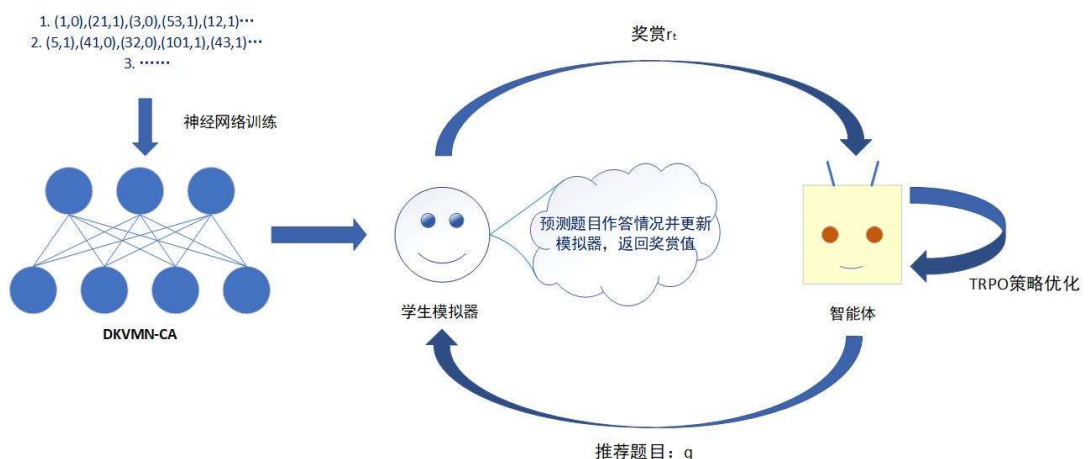 1. (1,0),(21,1),(3,0),(53,1),(12,1)⋯
2. (5,1),(41,0),(32,0),(101,1),(43,1)⋯
3. ⋯⋯
神经网络训练
DKVMN-CA
学生模拟器
预测题目作答情况并更新
模拟器，返回奖赏值
奖赏rₜ
智能体
TRPO策略优化
推荐题目：q